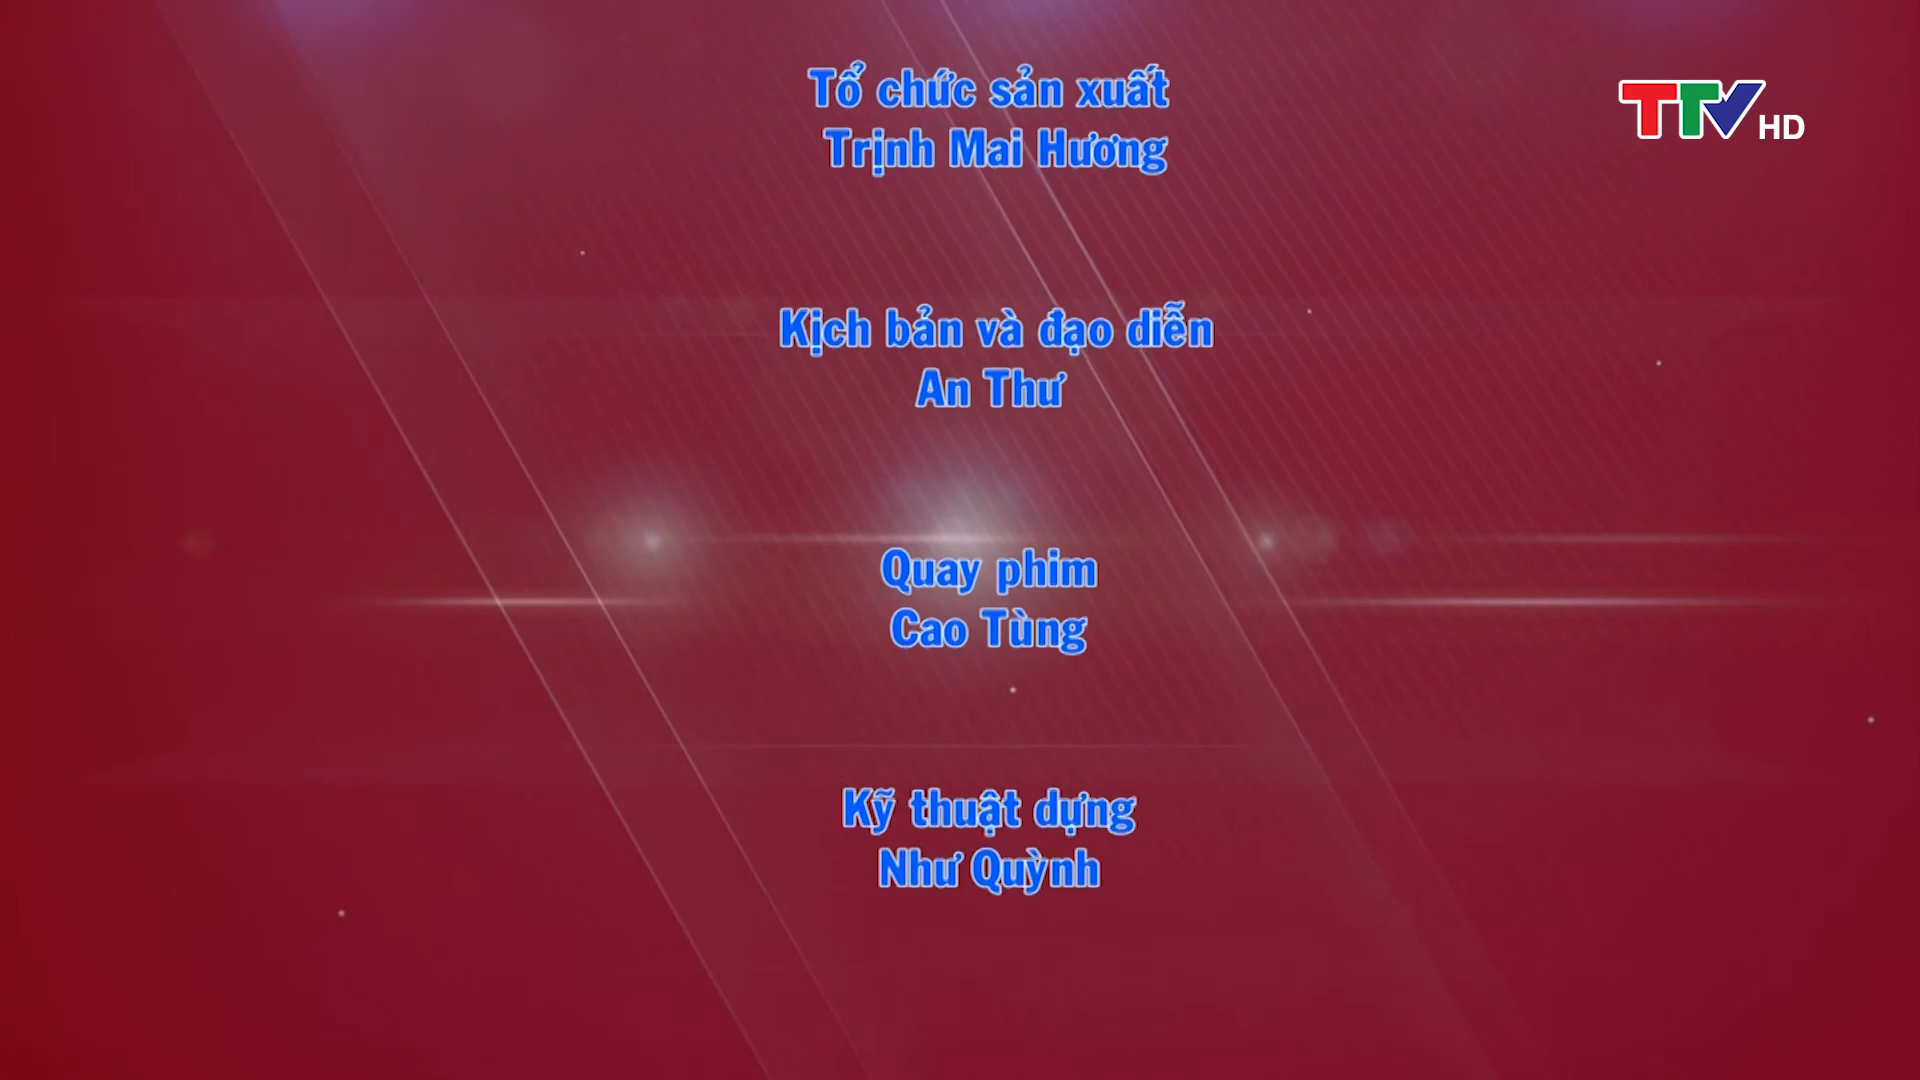 Tổ chức sản xuất
Trịnh Mai Hương
TTV HD
Kịch bản và đạo diễn
An Thư
Quay phim
Cao Tùng
Kỹ thuật dựng
Như Quỳnh